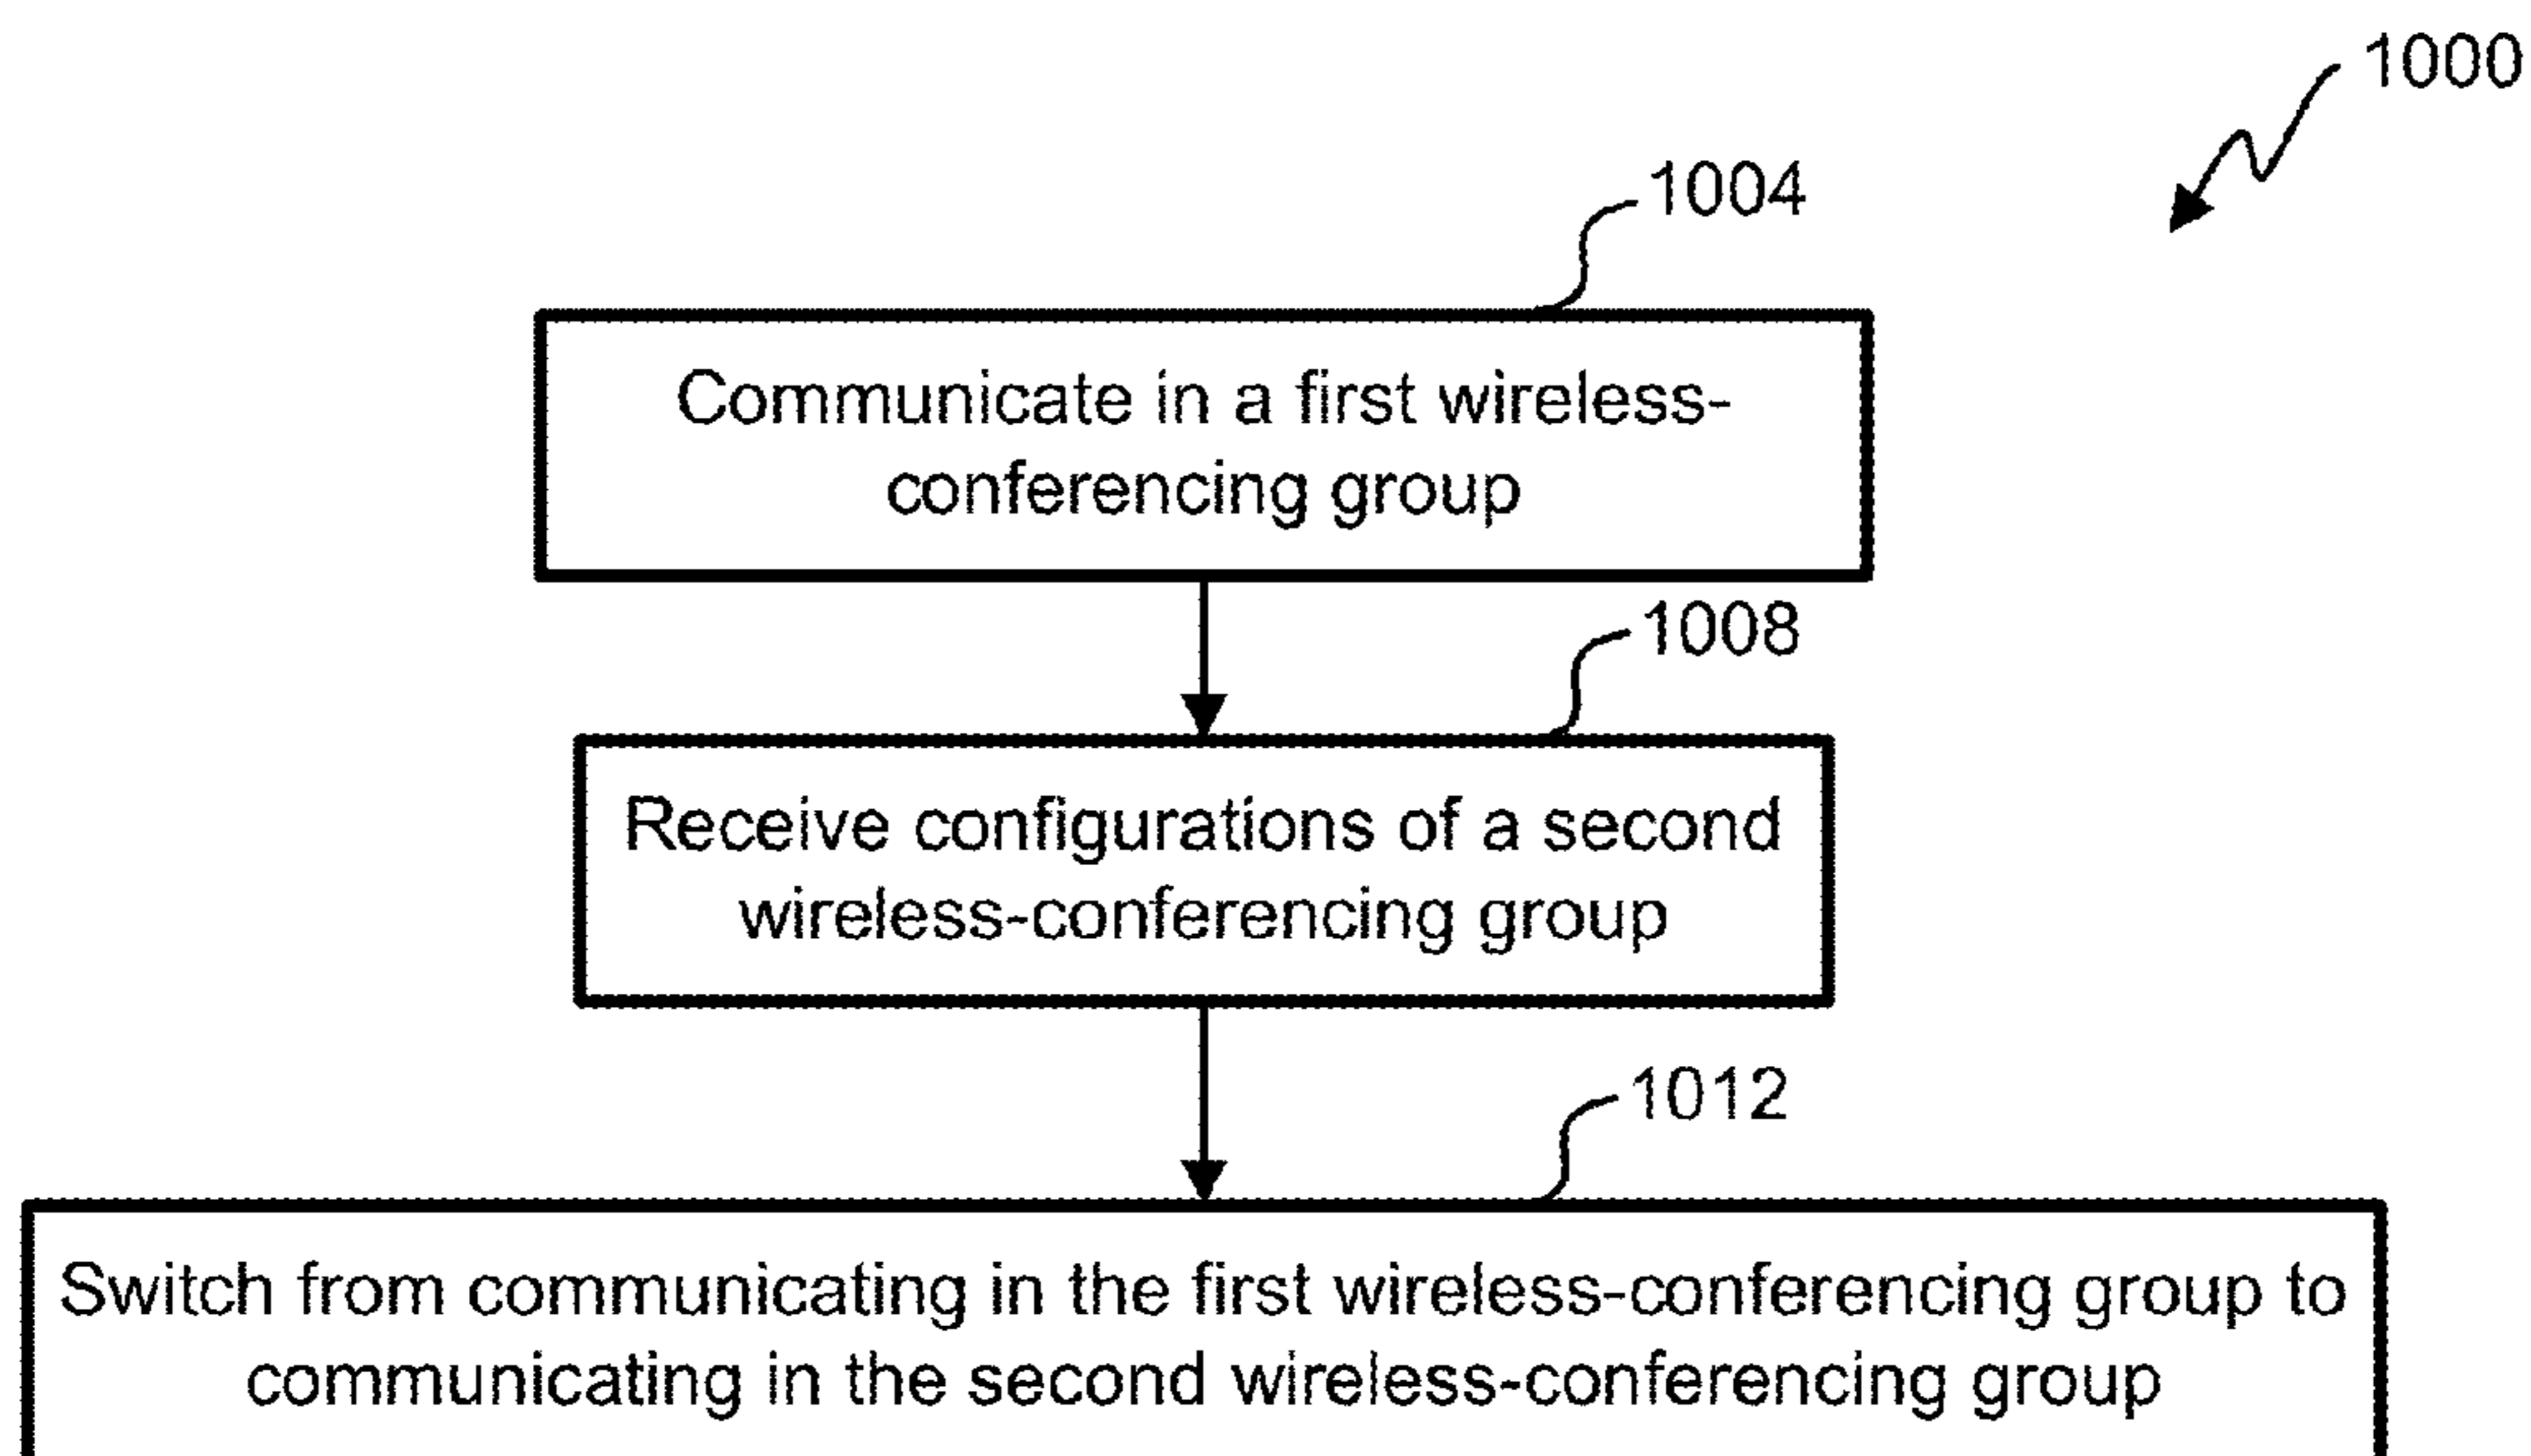 1000
1004
Communicate in a first wireless-
conferencing group
1008
Receive configurations of a second
wireless-conferencing group
1012
Switch from communicating in the first wireless-conferencing group to
communicating in the second wireless-conferencing group